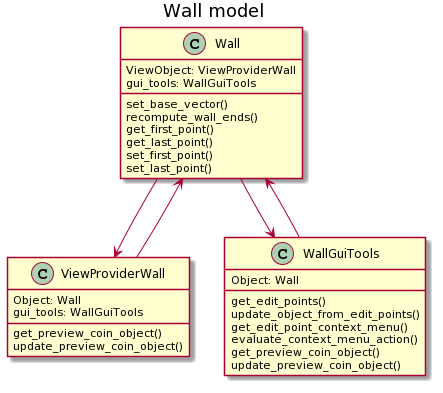 Wall model
C Wall
ViewObject: ViewProviderWall
gui_tools: WallGuiTools
set_base_vector()
recompute_wall_ends()
get_first_point()
get_last_point()
set_first_point()
set_last_point()
C ViewProviderWall
Object: Wall
gui_tools: WallGuiTools
get_preview_coin_object()
update_preview_coin_object()
C WallGuiTools
Object: Wall
get_edit_points()
update_object_from_edit_points()
get_edit_point_context_menu()
evaluate_context_menu_action()
get_preview_coin_object()
update_preview_coin_object()